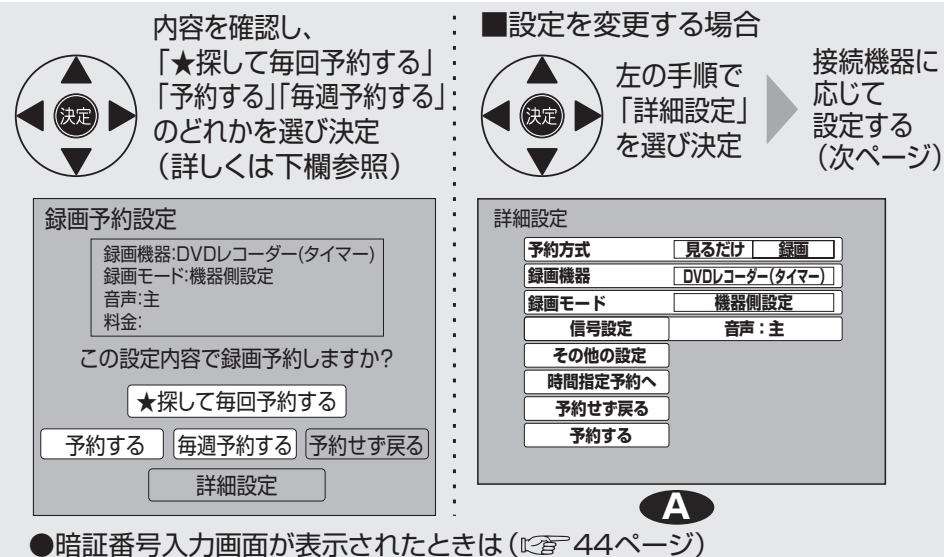 内容を確認し、
「★探して毎回予約する」
「予約する」「毎週予約する」
のどれかを選び決定
（詳しくは下欄参照）
決定
録画予約設定
録画機器:DVDレコーダー(タイマー)
録画モード:機器側設定
音声:主
料金:
この設定内容で録画予約しますか?
★探して毎回予約する
予約する 毎週予約する 予約せず戻る
詳細設定
■設定を変更する場合
決定
左の手順で
「詳細設定」
を選び決定
接続機器に
応じて
設定する
（次ページ）
詳細設定
予約方式 見るだけ 録画
録画機器 DVDレコーダー(タイマー)
録画モード 機器側設定
信号設定 音声：主
その他の設定
時間指定予約へ
予約せず戻る
予約する
A
●暗証番号入力画面が表示されたときは(☞44ページ)